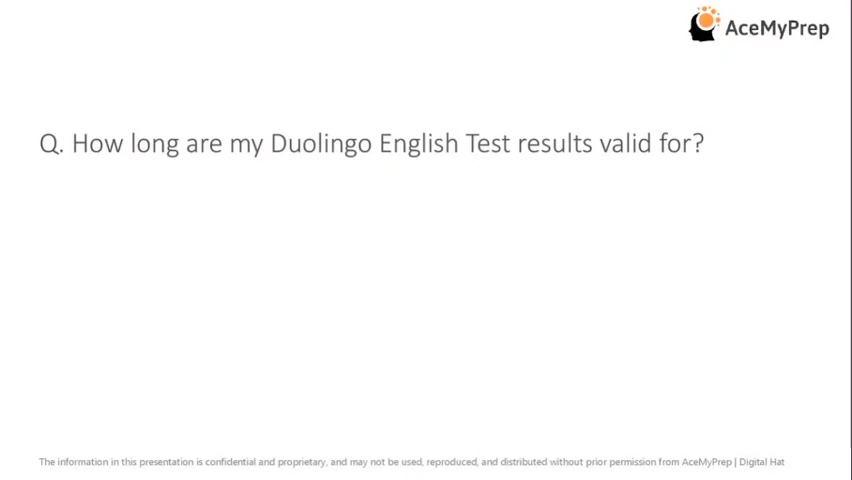 AceMyPrep
Q. How long are my Duolingo English Test results valid for?
The information in this presentation is confidential and proprietary, and may not be used, reproduced, and distributed without prior permission from AceMyPrep | Digital Hat